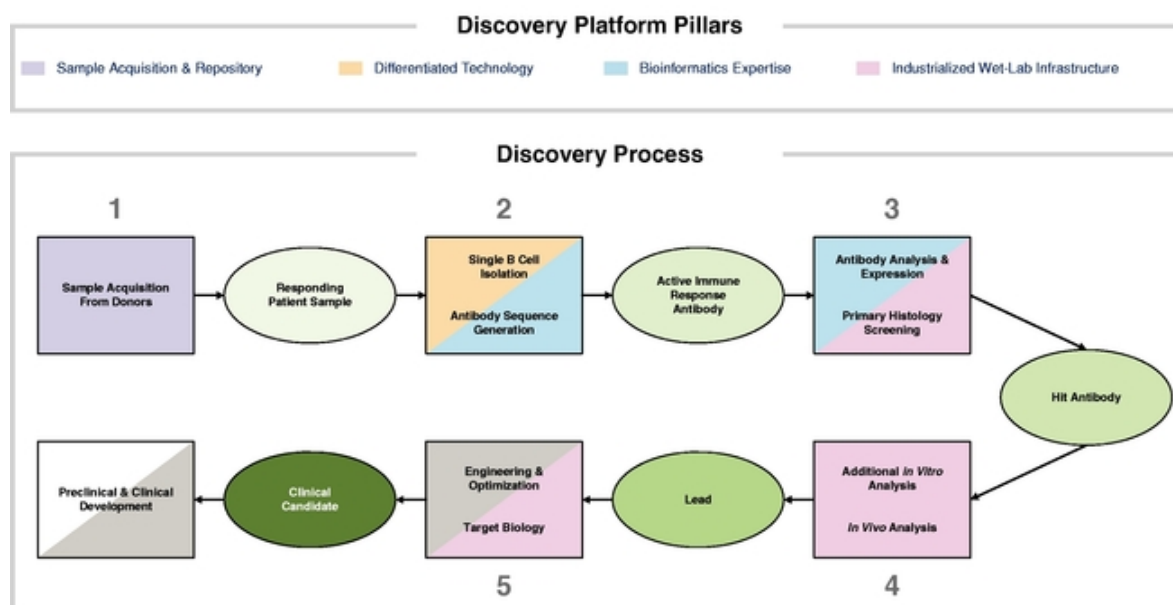 Discovery Platform Pillars
Sample Acquisition & Repository
Differentiated Technology
Bioinformatics Expertise
Industrialized Wet-Lab Infrastructure
Discovery Process
1
2
3
Sample Acquisition
From Donors
Responding
Patient Sample
Single B Cell
Isolation
Antibody Sequence
Generation
Active Immune
Response
Antibody
Antibody Analysis &
Expression
Primary Histology
Screening
Hit Antibody
Additional in Vitro
Analysis
In Vivo Analysis
Lead
Engineering &
Optimization
Target Biology
Clinical
Candidate
Preclinical & Clinical
Development
5
4